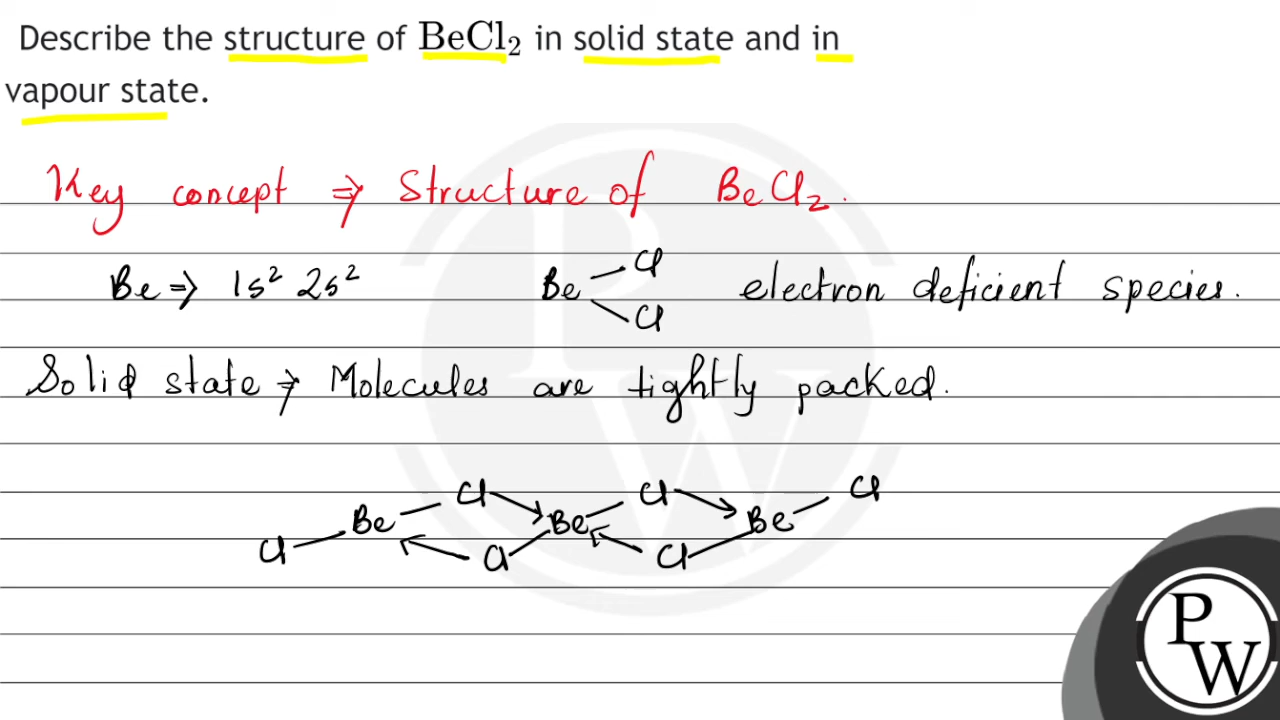 Describe the structure of BeCl₂ in solid state and in
vapour state.
Key concept ⇒ Structure of BeCl₂.
Be ⇒ 1s² 2s² Be Cl Cl electron deficient species.
Solid state ⇒ Molecules are tightly packed.
Cl Be Cl Cl Be Cl Cl Be Cl
PW